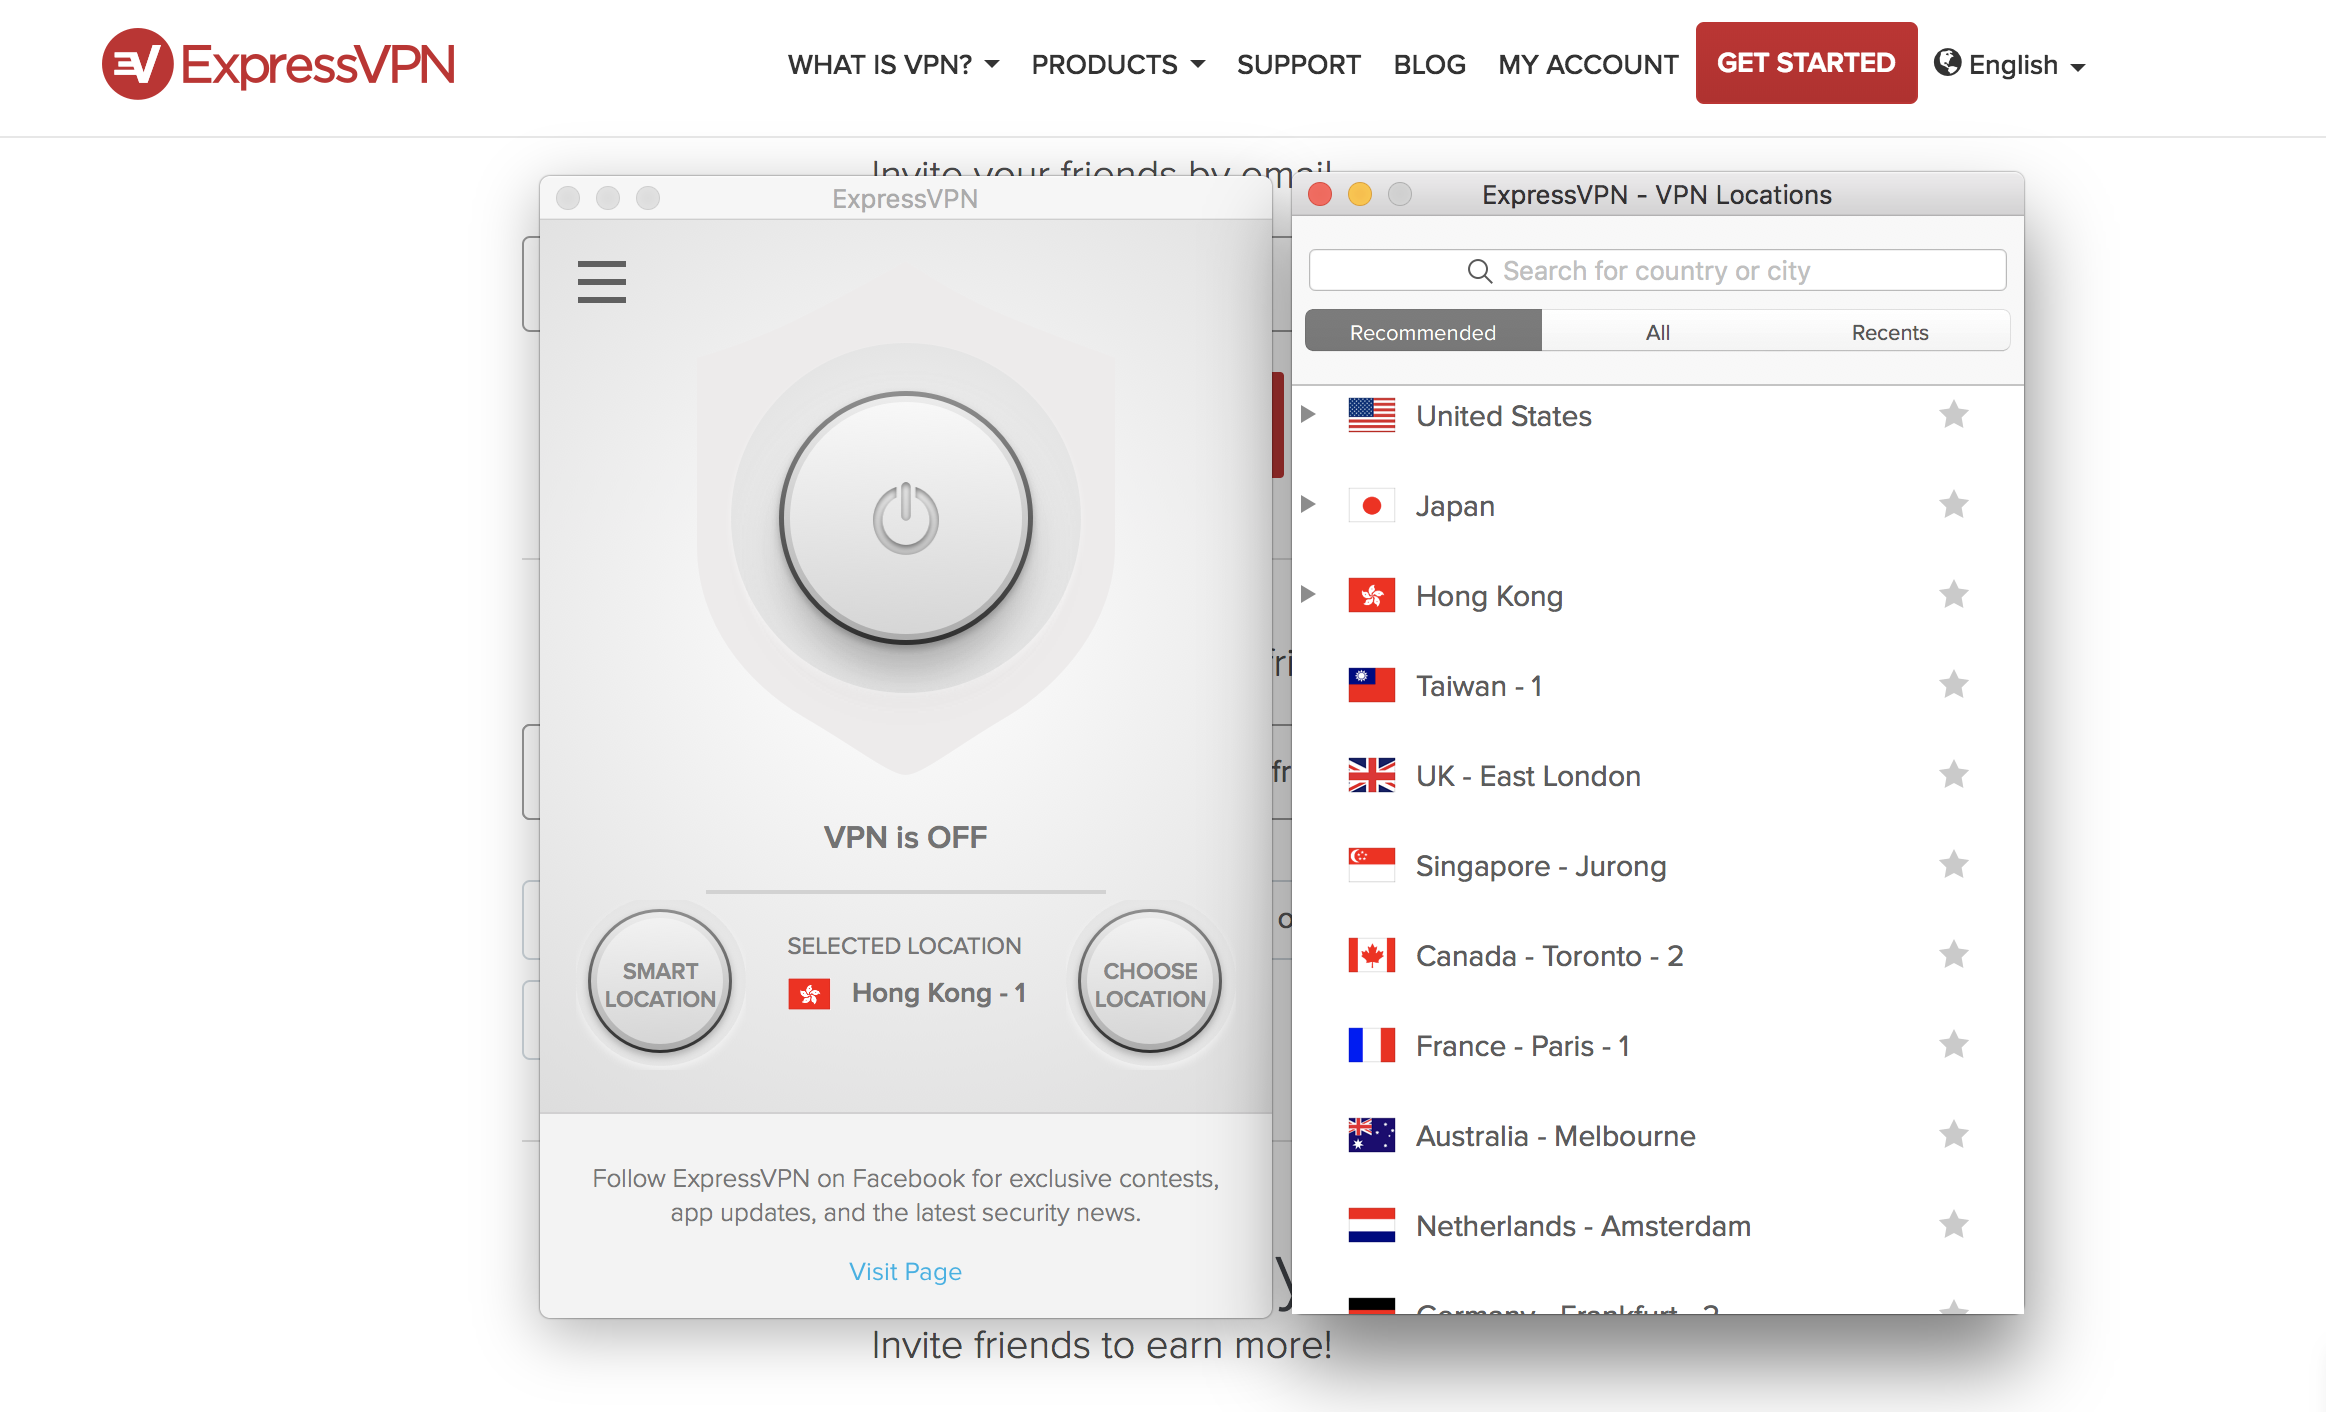 ExpressVPN
WHAT IS VPN? PRODUCTS SUPPORT BLOG MY ACCOUNT GET STARTED English
Invite your friends by email
ExpressVPN
VPN is OFF
SMART
LOCATION
SELECTED LOCATION
Hong Kong - 1
CHOOSE
LOCATION
Follow ExpressVPN on Facebook for exclusive contests,
app updates, and the latest security news.
Visit Page
ExpressVPN - VPN Locations
Search for country or city
Recommended All Recents
United States
Japan
Hong Kong
Taiwan - 1
UK - East London
Singapore - Jurong
Canada - Toronto - 2
France - Paris - 1
Australia - Melbourne
Netherlands - Amsterdam
Germany - Frankfurt - 2
Invite friends to earn more!